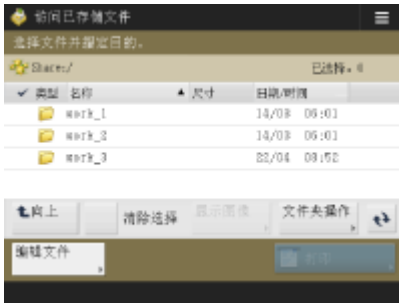 访问已存储文件
选择文件并指定目的。
Share:/ 已选择: 0
类型 名称 ▲ 尺寸 日期/时间
work_1 14/03 06:01
work_2 14/03 06:01
work_3 22/04 03:52
向上 清除选择 显示图像 文件夹操作
编辑文件